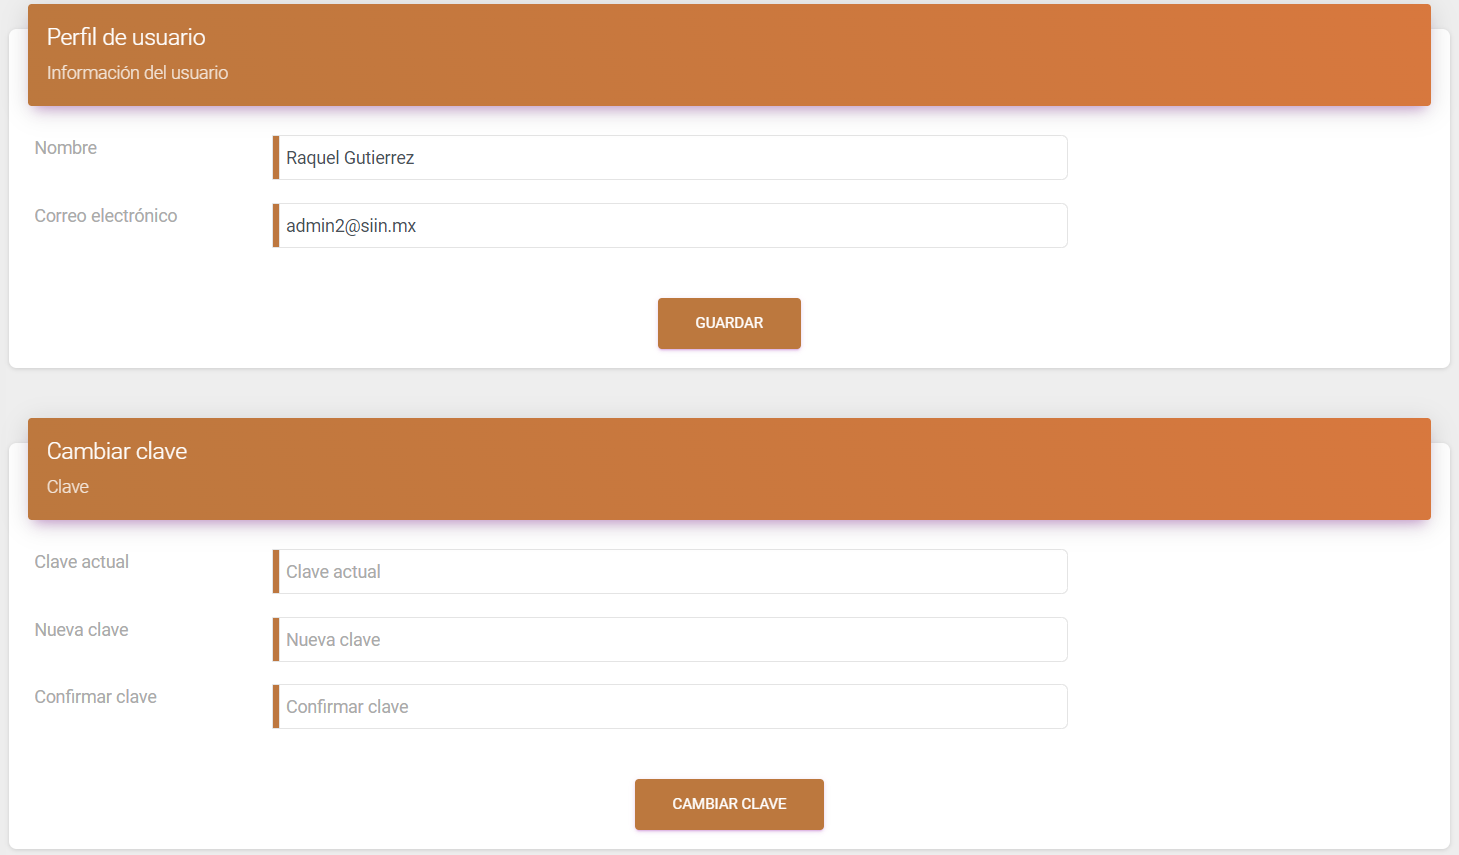 Perfil de usuario
Información del usuario
Nombre
Raquel Gutierrez
Correo electrónico
admin2@siin.mx
GUARDAR
Cambiar clave
Clave
Clave actual
Clave actual
Nueva clave
Nueva clave
Confirmar clave
Confirmar clave
CAMBIAR CLAVE